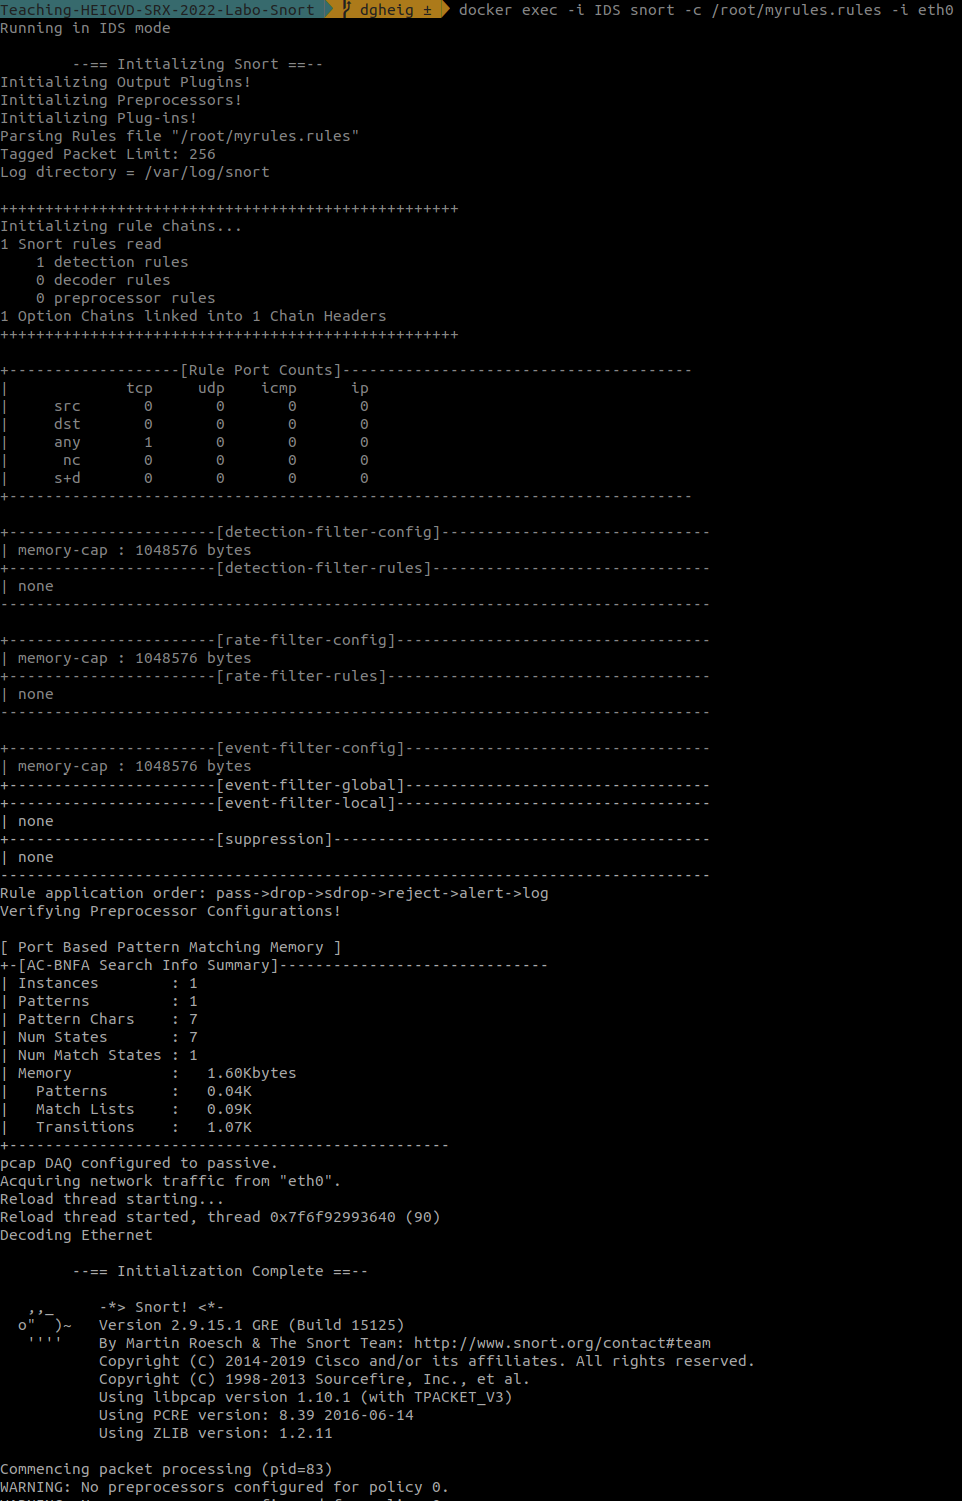 Teaching-HEIGVD-SRX-2022-Labo-Snort dgheig ± docker exec -i IDS snort -c /root/myrules.rules -i eth0
Running in IDS mode
--== Initializing Snort ==--
Initializing Output Plugins!
Initializing Preprocessors!
Initializing Plug-ins!
Parsing Rules file "/root/myrules.rules"
Tagged Packet Limit: 256
Log directory = /var/log/snort
+++++++++++++++++++++++++++++++++++++++++++++++++++
Initializing rule chains...
1 Snort rules read
    1 detection rules
    0 decoder rules
    0 preprocessor rules
1 Option Chains linked into 1 Chain Headers
+++++++++++++++++++++++++++++++++++++++++++++++++++
+-------------------[Rule Port Counts]---------------------------------------
|             tcp     udp    icmp      ip
|     src       0       0       0       0
|     dst       0       0       0       0
|     any       1       0       0       0
|      nc       0       0       0       0
|     s+d       0       0       0       0
+----------------------------------------------------------------------------
+-----------------------[detection-filter-config]------------------------------
| memory-cap : 1048576 bytes
+-----------------------[detection-filter-rules]-------------------------------
| none
-------------------------------------------------------------------------------
+-----------------------[rate-filter-config]-----------------------------------
| memory-cap : 1048576 bytes
+-----------------------[rate-filter-rules]------------------------------------
| none
-------------------------------------------------------------------------------
+-----------------------[event-filter-config]----------------------------------
| memory-cap : 1048576 bytes
+-----------------------[event-filter-global]----------------------------------
+-----------------------[event-filter-local]-----------------------------------
| none
+-----------------------[suppression]------------------------------------------
| none
-------------------------------------------------------------------------------
Rule application order: pass->drop->sdrop->reject->alert->log
Verifying Preprocessor Configurations!
[ Port Based Pattern Matching Memory ]
+-[AC-BNFA Search Info Summary]------------------------------
| Instances        : 1
| Patterns         : 1
| Pattern Chars    : 7
| Num States       : 7
| Num Match States : 1
| Memory           :   1.60Kbytes
|   Patterns       :   0.04K
|   Match Lists    :   0.09K
|   Transitions    :   1.07K
+-------------------------------------------------
pcap DAQ configured to passive.
Acquiring network traffic from "eth0".
Reload thread starting...
Reload thread started, thread 0x7f6f92993640 (90)
Decoding Ethernet
--== Initialization Complete ==--
   ,,_     -*> Snort! <*-
  o"  )~   Version 2.9.15.1 GRE (Build 15125)
   ''''    By Martin Roesch & The Snort Team: http://www.snort.org/contact#team
           Copyright (C) 2014-2019 Cisco and/or its affiliates. All rights reserved.
           Copyright (C) 1998-2013 Sourcefire, Inc., et al.
           Using libpcap version 1.10.1 (with TPACKET_V3)
           Using PCRE version: 8.39 2016-06-14
           Using ZLIB version: 1.2.11
Commencing packet processing (pid=83)
WARNING: No preprocessors configured for policy 0.